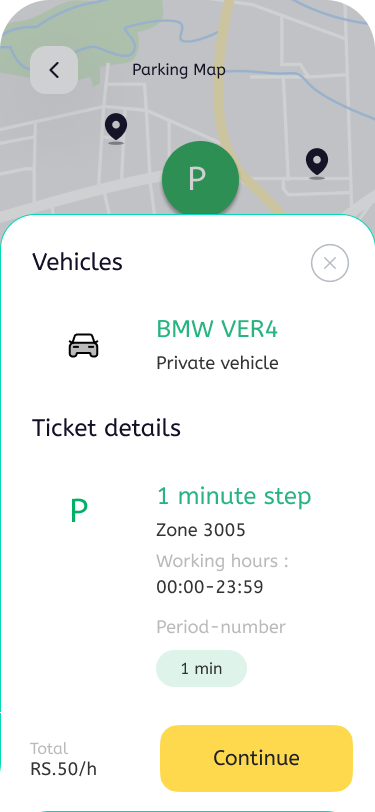 Parking Map
P
Vehicles
BMW VER4
Private vehicle
Ticket details
P
1 minute step
Zone 3005
Working hours :
00:00-23:59
Period-number
1 min
Total
RS.50/h
Continue